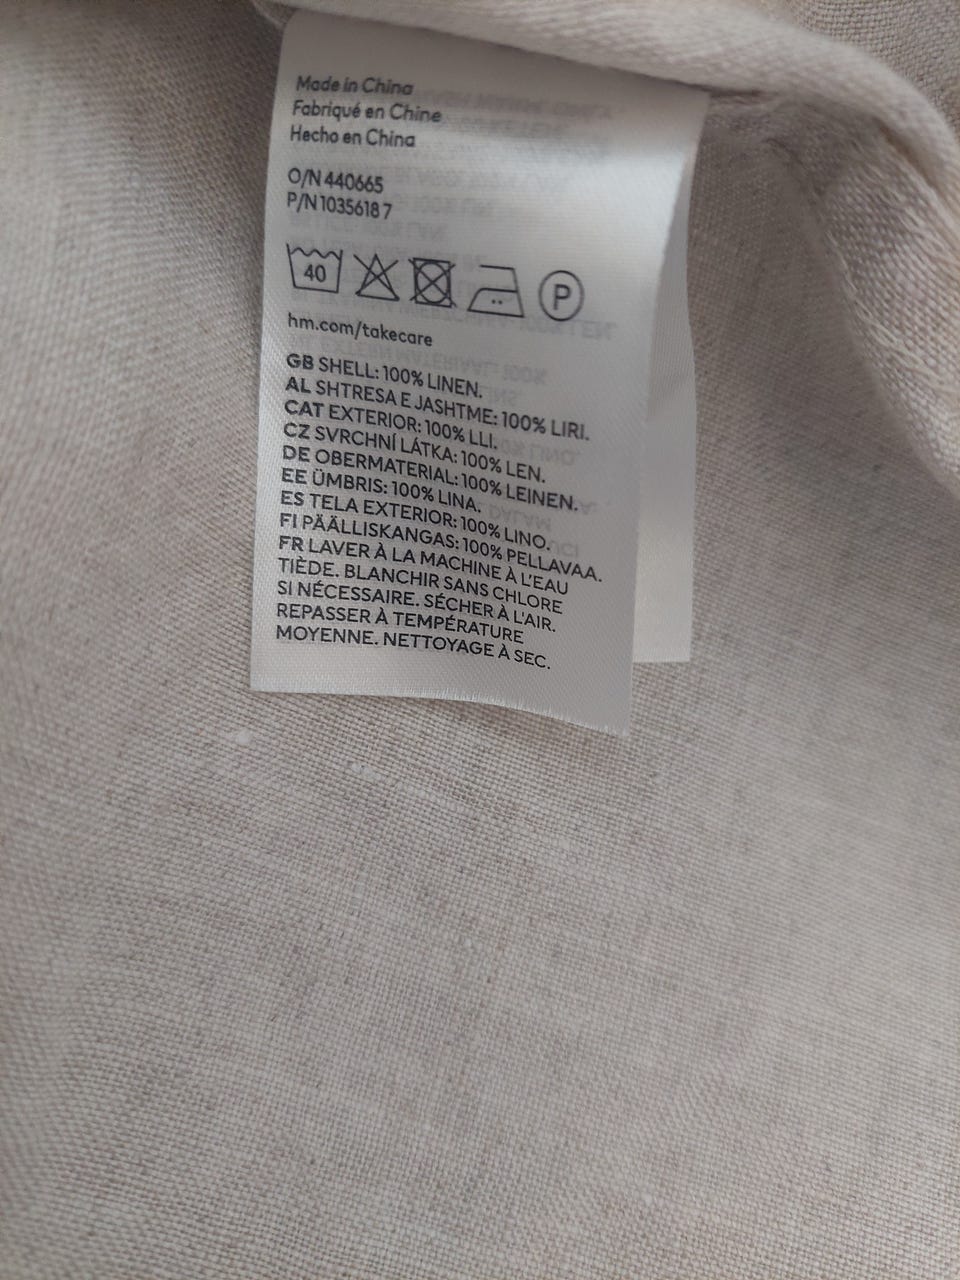 Made in China
Fabriqué en Chine
Hecho en China
O/N 440665
P/N 1035618 7
40
P
hm.com/takecare
GB SHELL: 100% LINEN.
AL SHTRESA E JASHTME: 100% LIRI.
CAT EXTERIOR: 100% LLI.
CZ SVRCHNÍ LÁTKA: 100% LEN.
DE OBERMATERIAL: 100% LEINEN.
EE ÜMBRIS: 100% LINA.
ES TELA EXTERIOR: 100% LINO.
FI PÄÄLLISKANGAS: 100% PELLAVAA.
FR LAVER À LA MACHINE À L'EAU
TIÈDE. BLANCHIR SANS CHLORE
SI NÉCESSAIRE. SÉCHER À L'AIR.
REPASSER À TEMPÉRATURE
MOYENNE. NETTOYAGE À SEC.